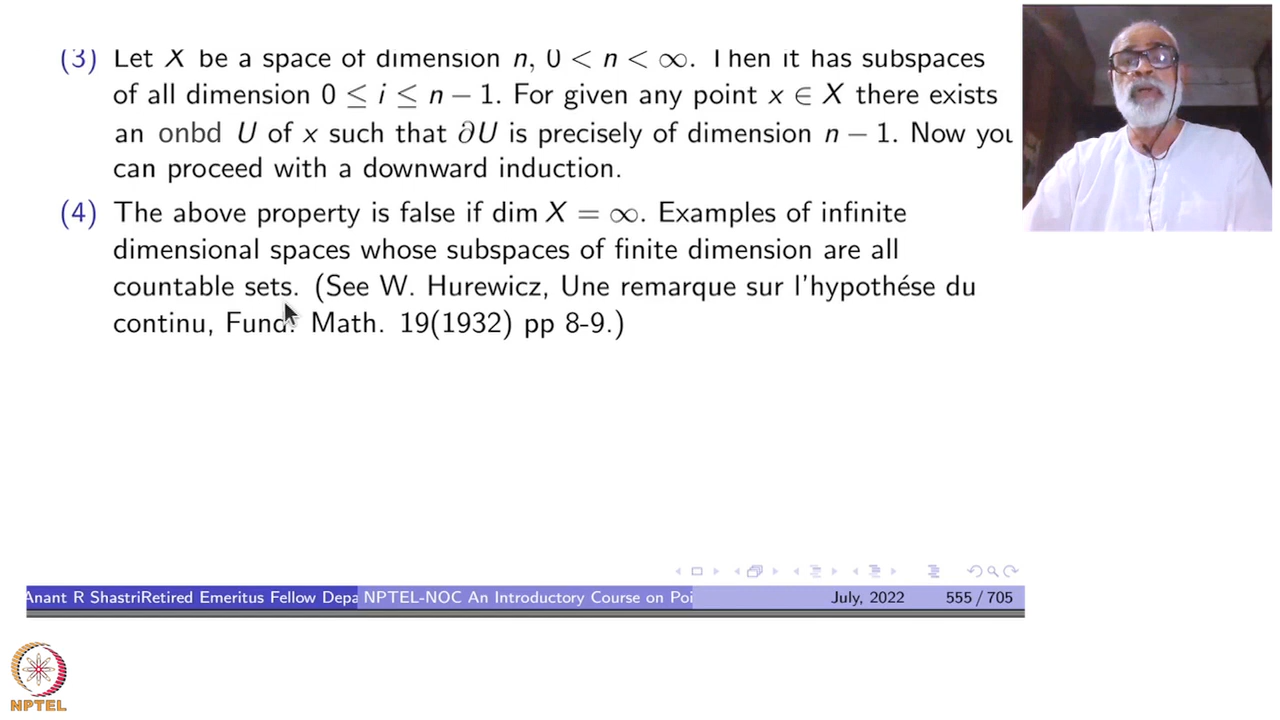 (3) Let X be a space of dimension n, 0 < n < ∞. Then it has subspaces
of all dimension 0 ≤ i ≤ n − 1. For given any point x ∈ X there exists
an onbd U of x such that ∂U is precisely of dimension n − 1. Now you
can proceed with a downward induction.
(4) The above property is false if dim X = ∞. Examples of infinite
dimensional spaces whose subspaces of finite dimension are all
countable sets. (See W. Hurewicz, Une remarque sur l'hypothése du
continu, Fund. Math. 19(1932) pp 8-9.)
Anant R ShastriRetired Emeritus Fellow Depa NPTEL-NOC An Introductory Course on Poi July, 2022 555 / 705
NPTEL